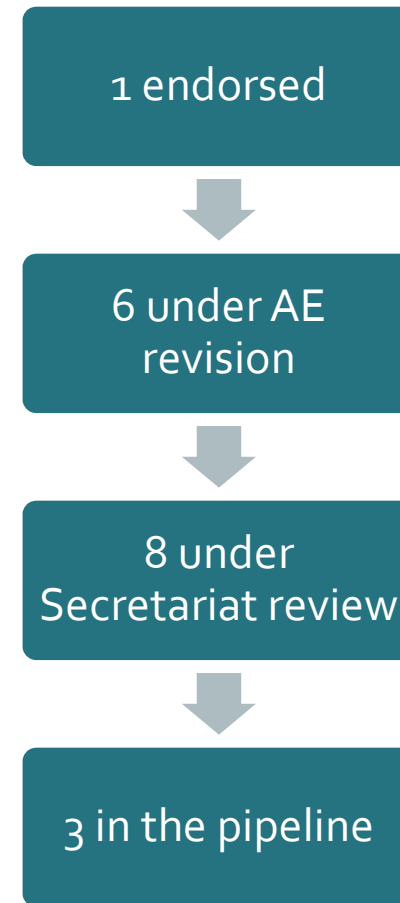 1 endorsed
6 under AE
revision
8 under
Secretariat review
3 in the pipeline